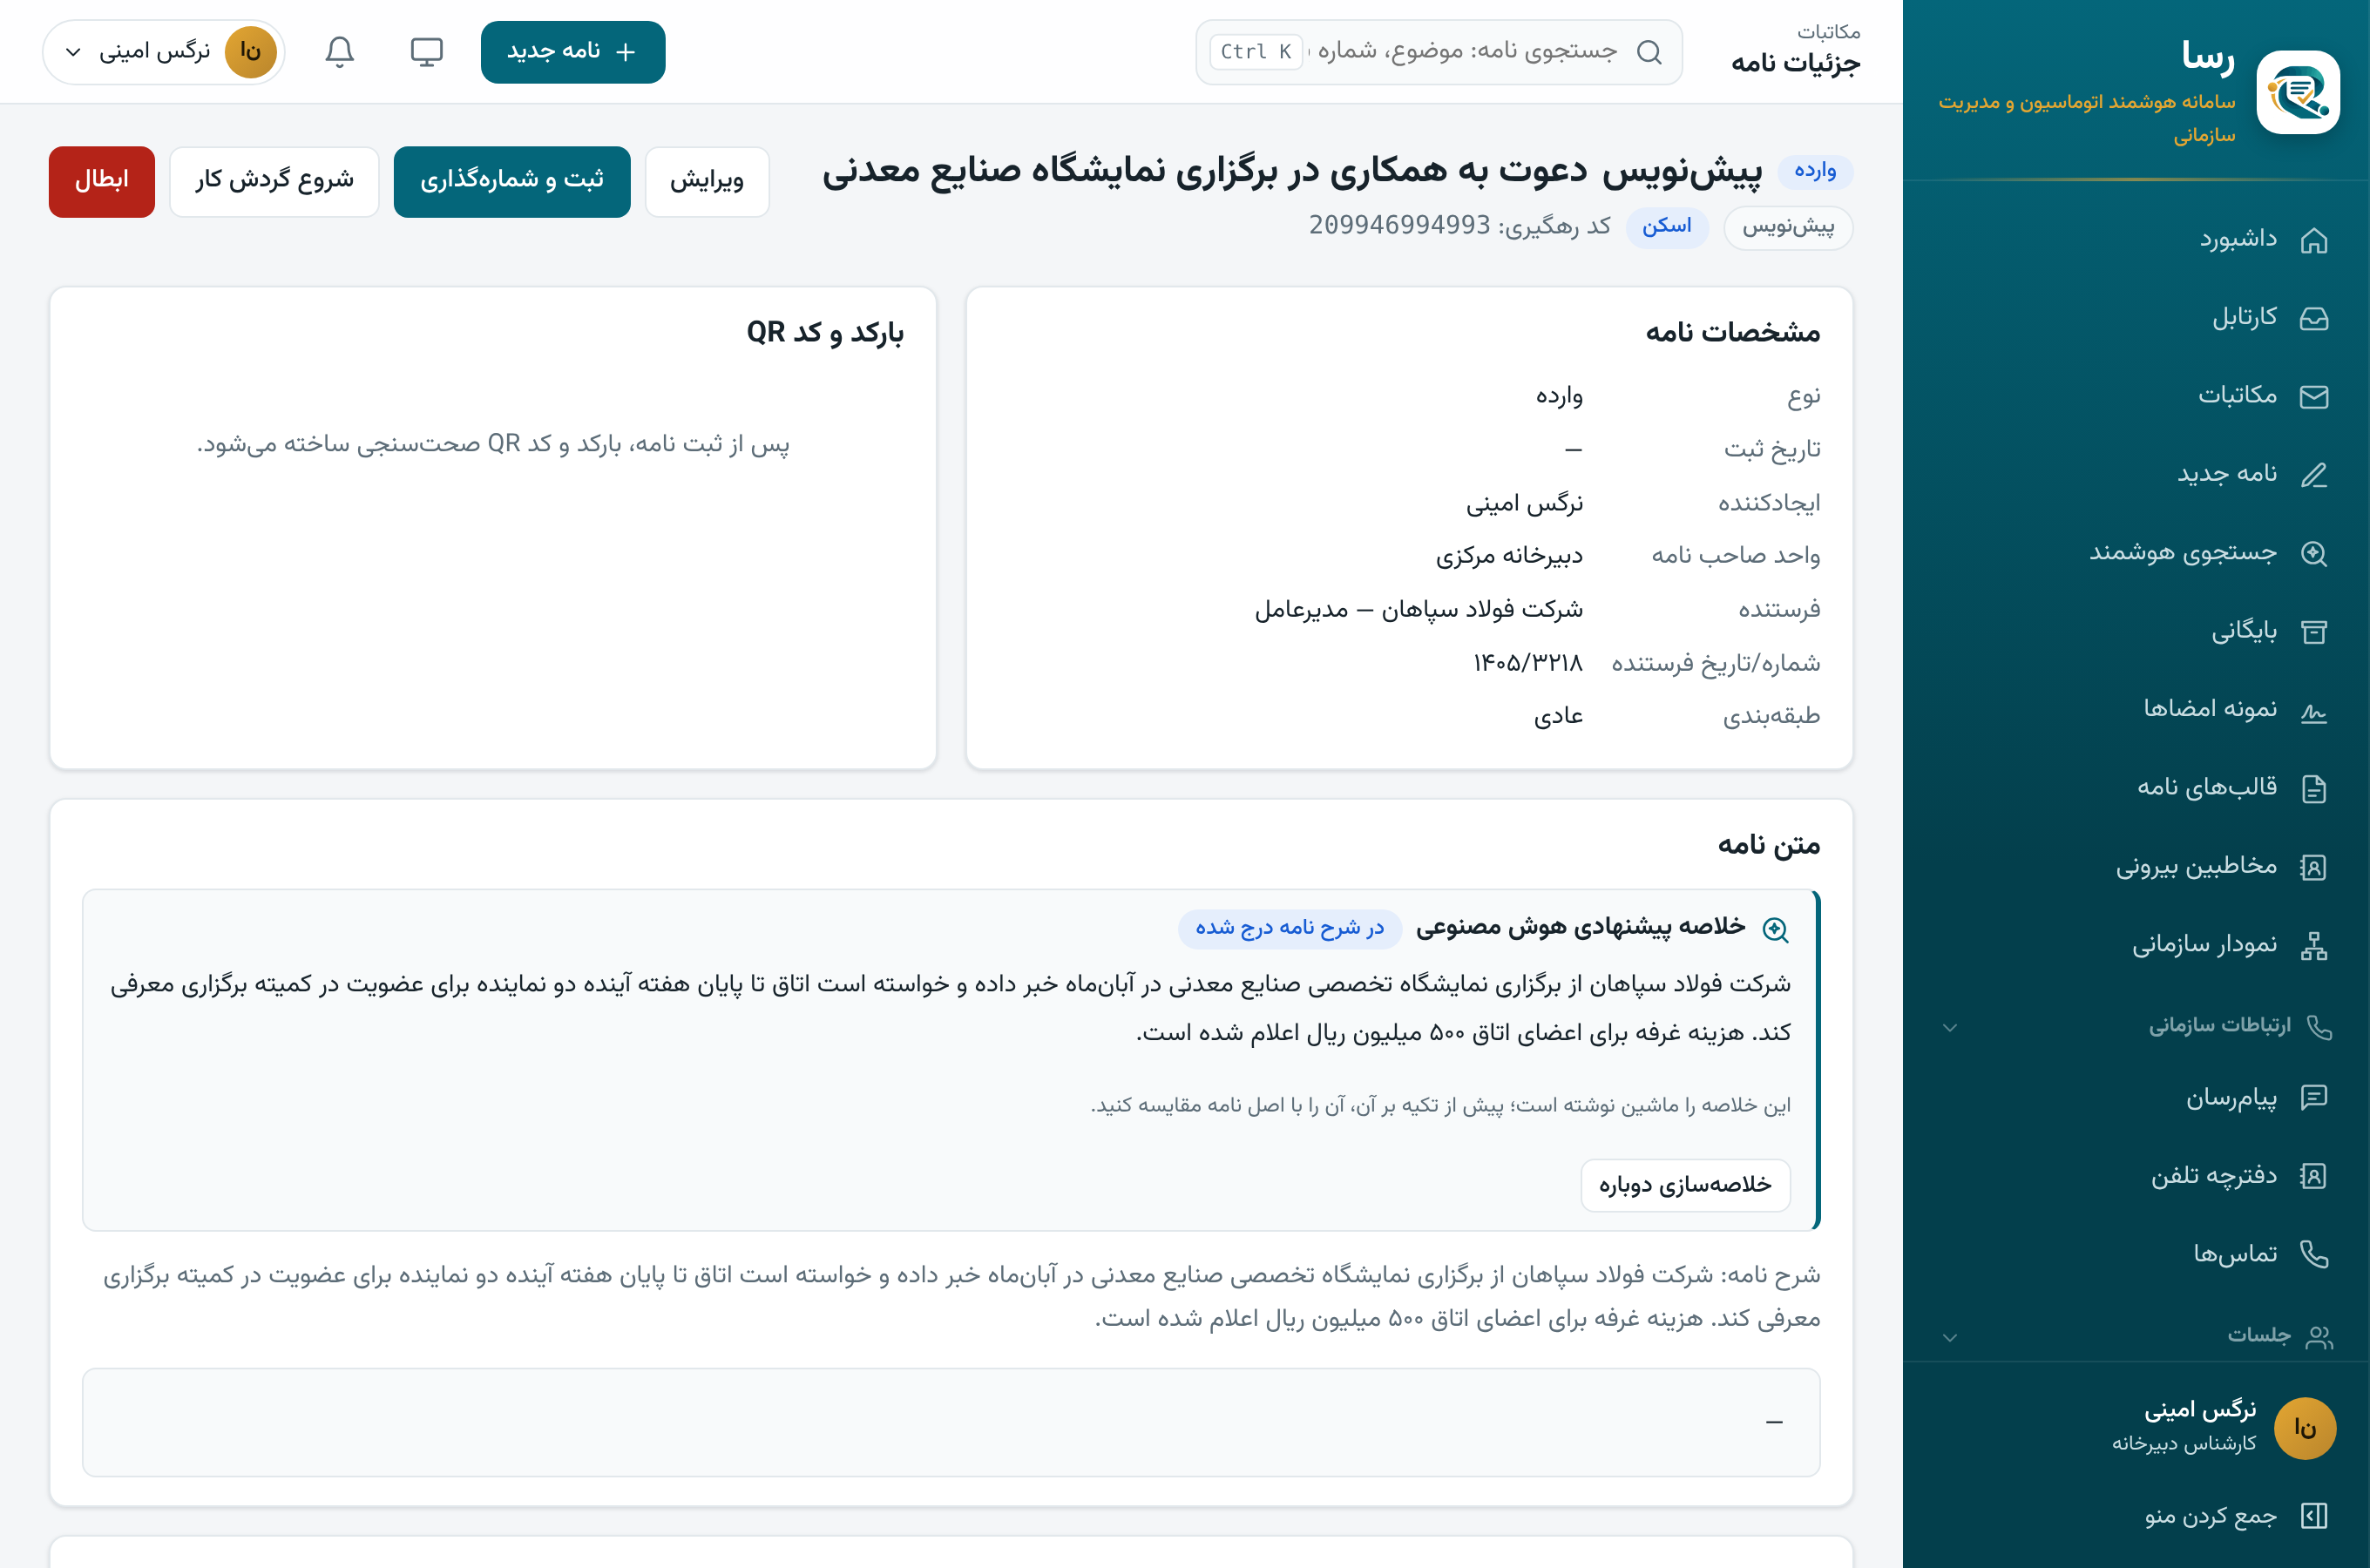 رسا
سامانه هوشمند اتوماسیون و مدیریت
سازمانی
داشبورد
کارتابل
مکاتبات
نامه جدید
جستجوی هوشمند
بایگانی
نمونه امضاها
قالب‌های نامه
مخاطبین بیرونی
نمودار سازمانی
ارتباطات سازمانی
پیام‌رسان
دفترچه تلفن
تماس‌ها
جلسات
نرگس امینی
کارشناس دبیرخانه
ن‌ا
جمع کردن منو
مکاتبات
جزئیات نامه
جستجوی نامه: موضوع، شماره
Ctrl K
نامه جدید
ن‌ا
نرگس امینی
وارده
پیش‌نویس دعوت به همکاری در برگزاری نمایشگاه صنایع معدنی
پیش‌نویس
اسکن
کد رهگیری: 209946994993
ویرایش
ثبت و شماره‌گذاری
شروع گردش کار
ابطال
مشخصات نامه
نوع وارده
تاریخ ثبت —
ایجادکننده نرگس امینی
واحد صاحب نامه دبیرخانه مرکزی
فرستنده شرکت فولاد سپاهان — مدیرعامل
شماره/تاریخ فرستنده ۱۴۰۵/۳۲۱۸
طبقه‌بندی عادی
بارکد و کد QR
پس از ثبت نامه، بارکد و کد QR صحت‌سنجی ساخته می‌شود.
متن نامه
خلاصه پیشنهادی هوش مصنوعی
در شرح نامه درج شده
شرکت فولاد سپاهان از برگزاری نمایشگاه تخصصی صنایع معدنی در آبان‌ماه خبر داده و خواسته است اتاق تا پایان هفته آینده دو نماینده برای عضویت در کمیته برگزاری معرفی
کند. هزینه غرفه برای اعضای اتاق ۵۰۰ میلیون ریال اعلام شده است.
این خلاصه را ماشین نوشته است؛ پیش از تکیه بر آن، آن را با اصل نامه مقایسه کنید.
خلاصه‌سازی دوباره
شرح نامه: شرکت فولاد سپاهان از برگزاری نمایشگاه تخصصی صنایع معدنی در آبان‌ماه خبر داده و خواسته است اتاق تا پایان هفته آینده دو نماینده برای عضویت در کمیته برگزاری
معرفی کند. هزینه غرفه برای اعضای اتاق ۵۰۰ میلیون ریال اعلام شده است.
—